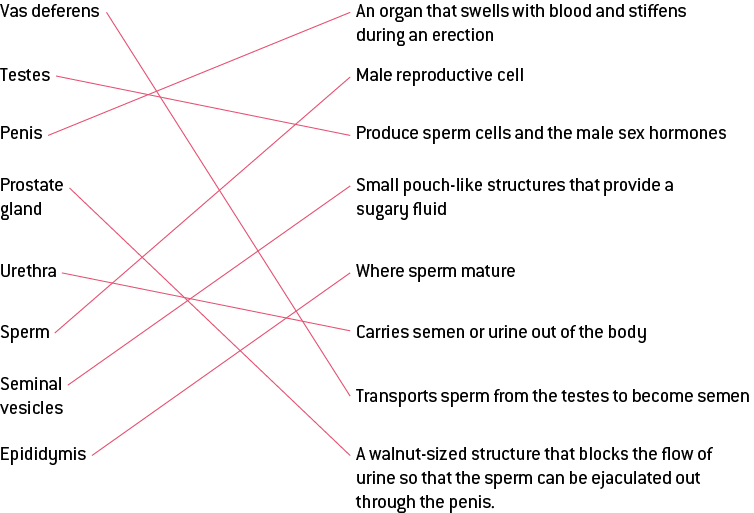 Vas deferens
An organ that swells with blood and stiffens
during an erection
Testes
Male reproductive cell
Penis
Produce sperm cells and the male sex hormones
Prostate
gland
Small pouch-like structures that provide a
sugary fluid
Urethra
Where sperm mature
Sperm
Carries semen or urine out of the body
Seminal
vesicles
Transports sperm from the testes to become semen
Epididymis
A walnut-sized structure that blocks the flow of
urine so that the sperm can be ejaculated out
through the penis.